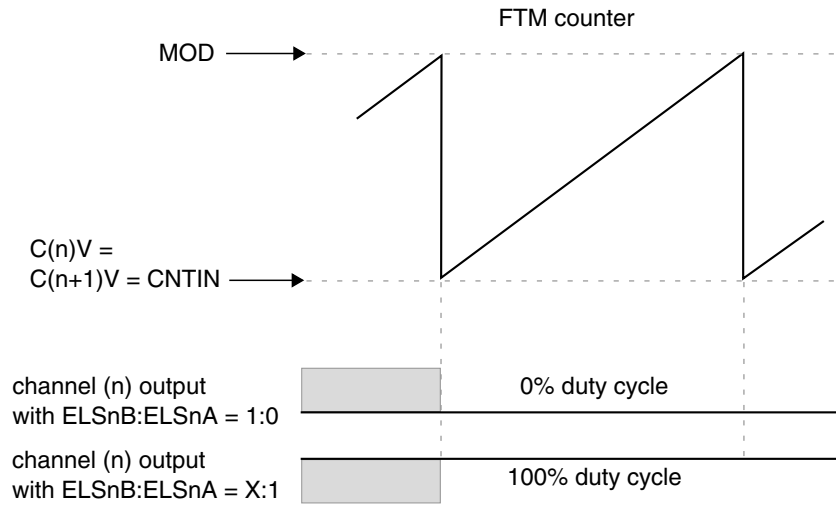 FTM counter
MOD
C(n)V =
C(n+1)V = CNTIN
channel (n) output
with ELSnB:ELSnA = 1:0
0% duty cycle
channel (n) output
with ELSnB:ELSnA = X:1
100% duty cycle